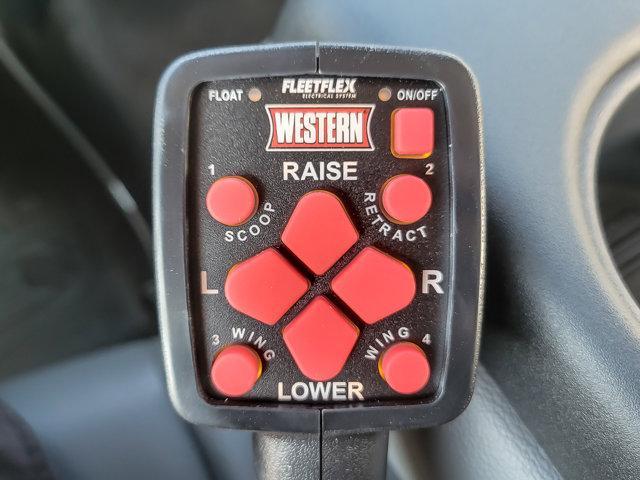 FLEETFLEX
ELECTRICAL SYSTEM
FLOAT
ON/OFF
WESTERN
RAISE
1
2
SCOOP
RETRACT
L
R
3
WING
WING
4
LOWER